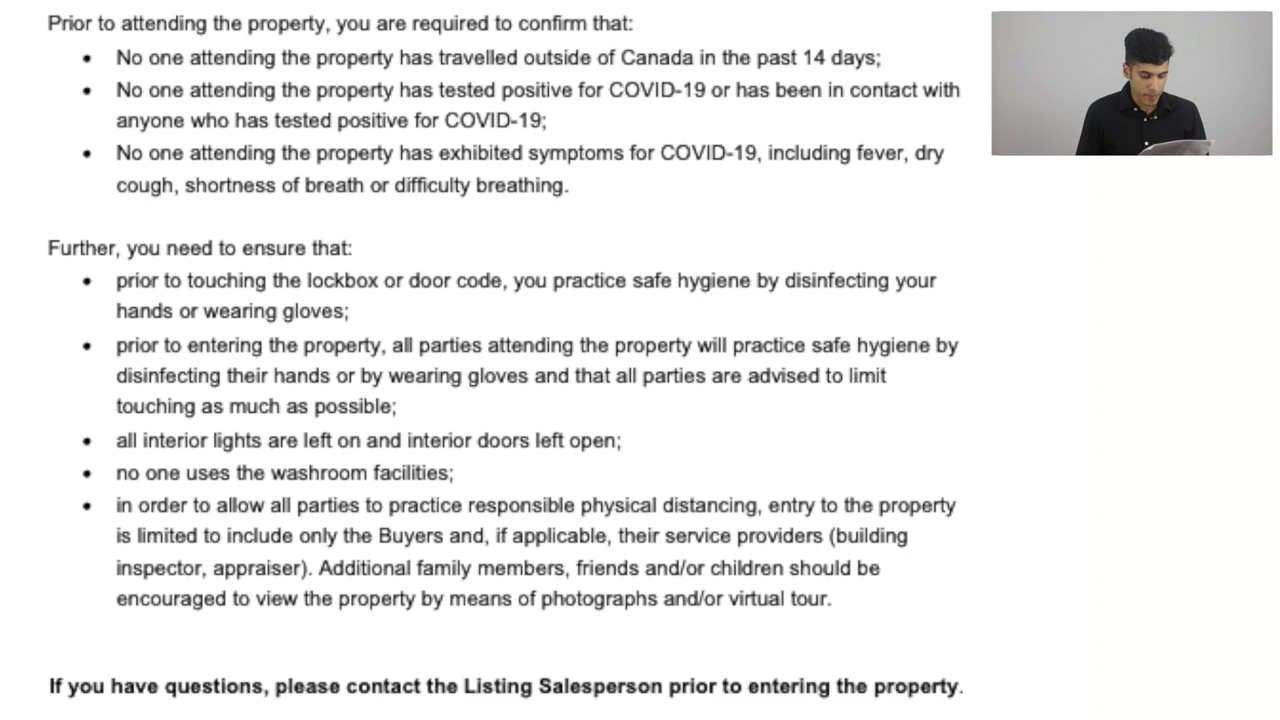 Prior to attending the property, you are required to confirm that:
• No one attending the property has travelled outside of Canada in the past 14 days;
• No one attending the property has tested positive for COVID-19 or has been in contact with
anyone who has tested positive for COVID-19;
• No one attending the property has exhibited symptoms for COVID-19, including fever, dry
cough, shortness of breath or difficulty breathing.
Further, you need to ensure that:
• prior to touching the lockbox or door code, you practice safe hygiene by disinfecting your
hands or wearing gloves;
• prior to entering the property, all parties attending the property will practice safe hygiene by
disinfecting their hands or by wearing gloves and that all parties are advised to limit
touching as much as possible;
• all interior lights are left on and interior doors left open;
• no one uses the washroom facilities;
• in order to allow all parties to practice responsible physical distancing, entry to the property
is limited to include only the Buyers and, if applicable, their service providers (building
inspector, appraiser). Additional family members, friends and/or children should be
encouraged to view the property by means of photographs and/or virtual tour.
If you have questions, please contact the Listing Salesperson prior to entering the property.